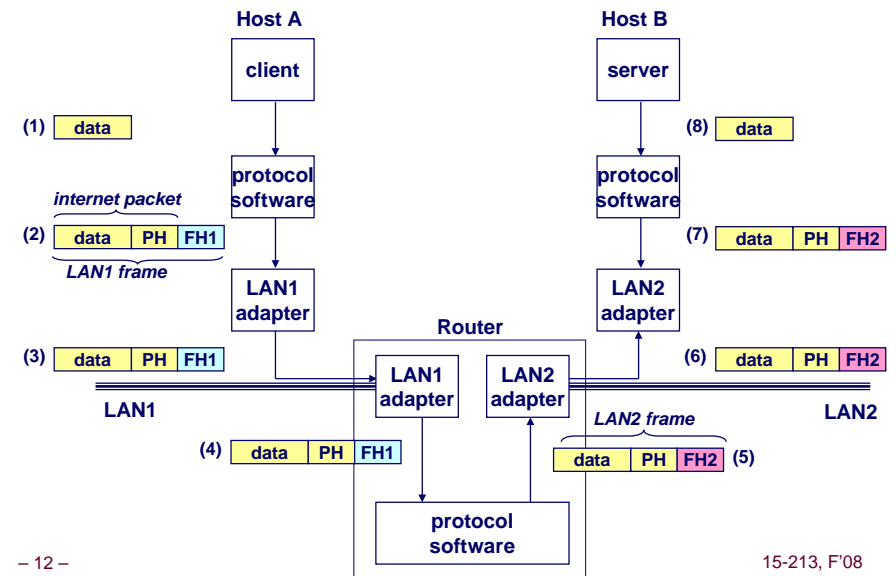 Host A
Host B
client
server
(1) data
(8) data
protocol
software
protocol
software
internet packet
(2) data PH FH1
LAN1 frame
(7) data PH FH2
LAN1
adapter
LAN2
adapter
Router
(3) data PH FH1
(6) data PH FH2
LAN1
adapter
LAN2
adapter
LAN1
LAN2
LAN2 frame
(4) data PH FH1
data PH FH2 (5)
protocol
software
– 12 –
15-213, F'08